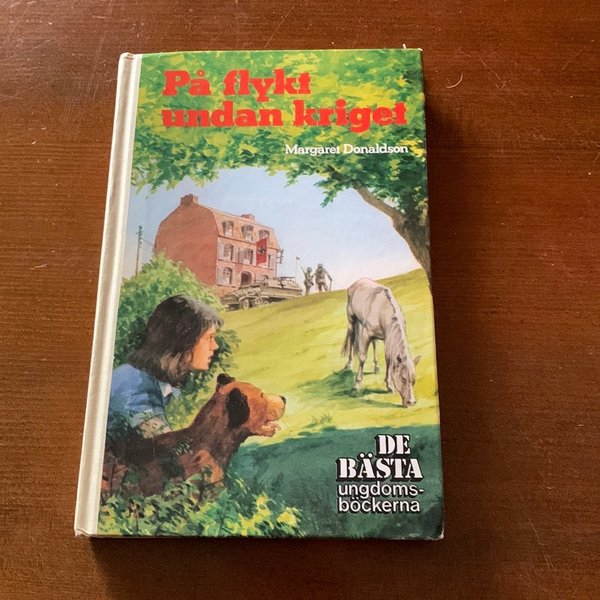 På flykt
undan kriget
Margaret Donaldson
DE
BÄSTA
ungdoms-
böckerna